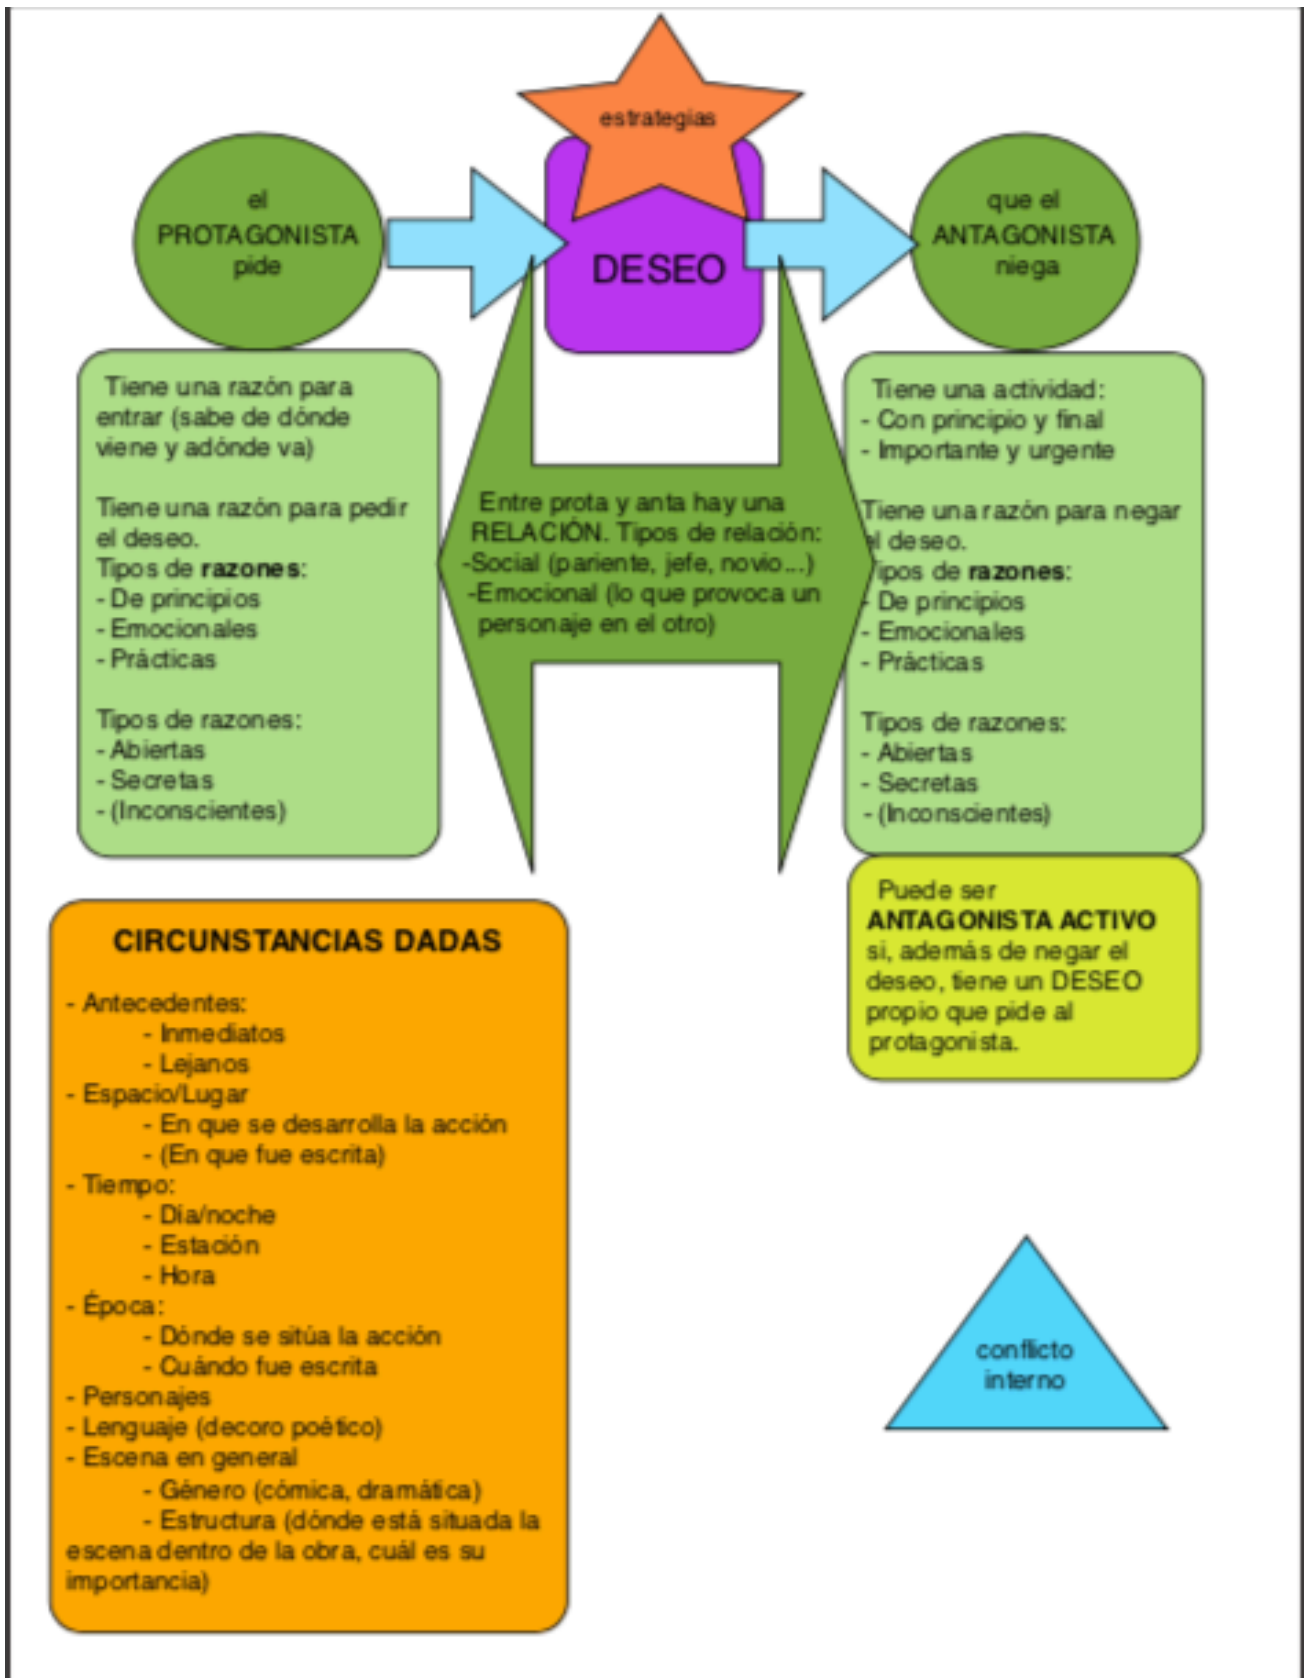 estrategias
el
PROTAGONISTA
pide
DESEO
que el
ANTAGONISTA
niega
Tiene una razón para
entrar (sabe de dónde
viene y adónde va)
Tiene una razón para pedir
el deseo.
Tipos de razones:
- De principios
- Emocionales
- Prácticas
Tipos de razones:
- Abiertas
- Secretas
- (Inconscientes)
Entre prota y anta hay una
RELACIÓN. Tipos de relación:
-Social (pariente, jefe, novio...)
-Emocional (lo que provoca un
personaje en el otro)
Tiene una actividad:
- Con principio y final
- Importante y urgente
Tiene una razón para negar
el deseo.
Tipos de razones:
- De principios
- Emocionales
- Prácticas
Tipos de razones:
- Abiertas
- Secretas
- (Inconscientes)
Puede ser
ANTAGONISTA ACTIVO
si, además de negar el
deseo, tiene un DESEO
propio que pide al
protagonista.
CIRCUNSTANCIAS DADAS
- Antecedentes:
- Inmediatos
- Lejanos
- Espacio/Lugar
- En que se desarrolla la acción
- (En que fue escrita)
- Tiempo:
- Día/noche
- Estación
- Hora
- Época:
- Dónde se sitúa la acción
- Cuándo fue escrita
- Personajes
- Lenguaje (decoro poético)
- Escena en general
- Género (cómica, dramática)
- Estructura (dónde está situada la
escena dentro de la obra, cuál es su
importancia)
conflicto
interno